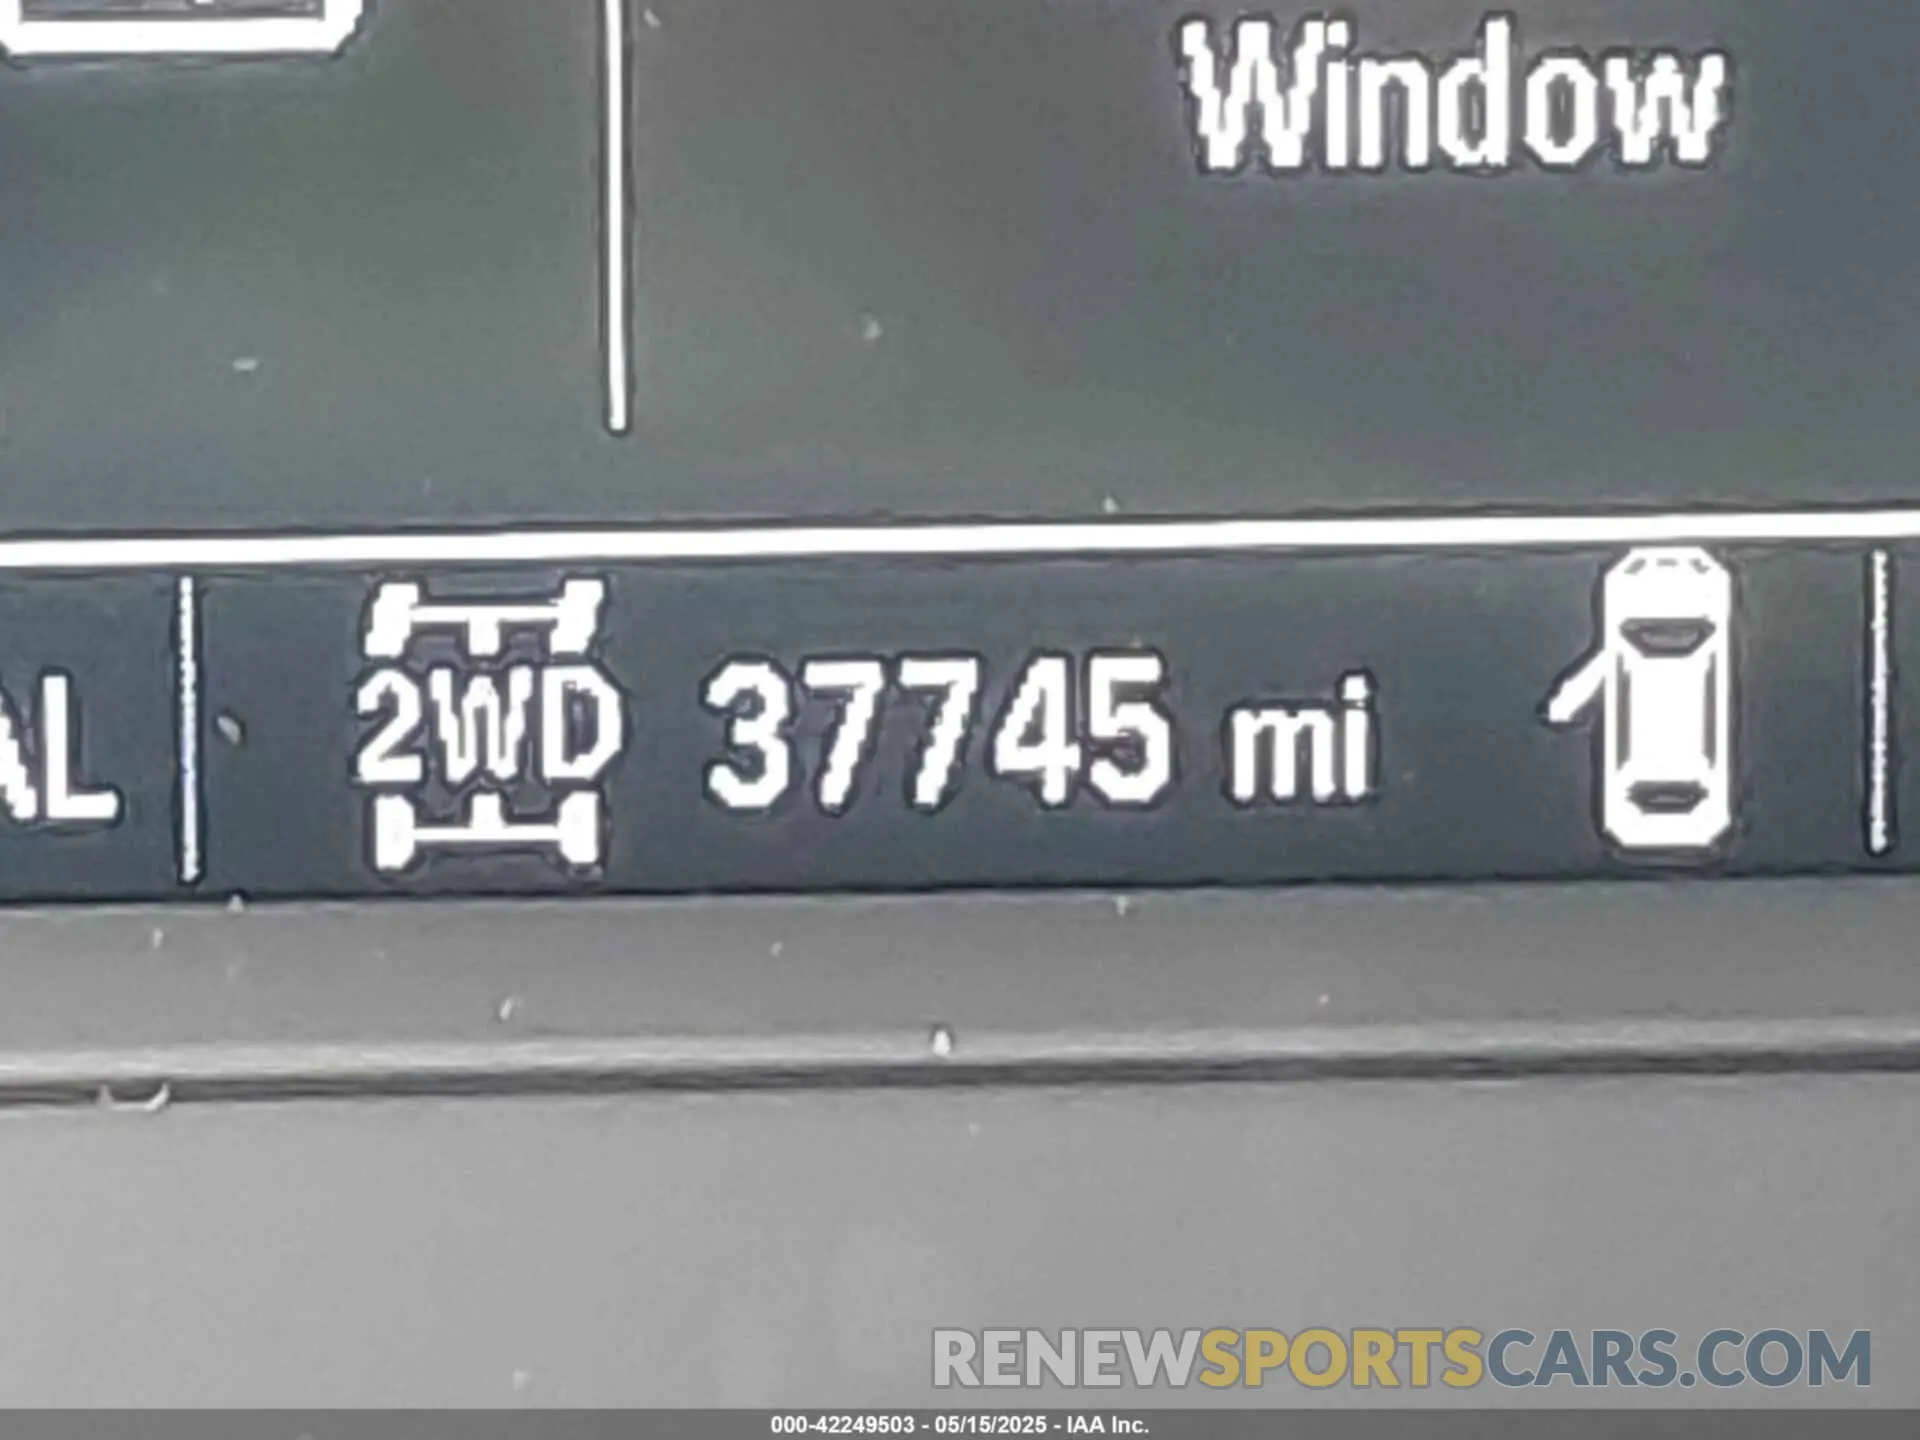 Window
AL
2WD 37745 mi
RENEWSPORTSCARS.COM
000-42249503 - 05/15/2025 - IAA Inc.